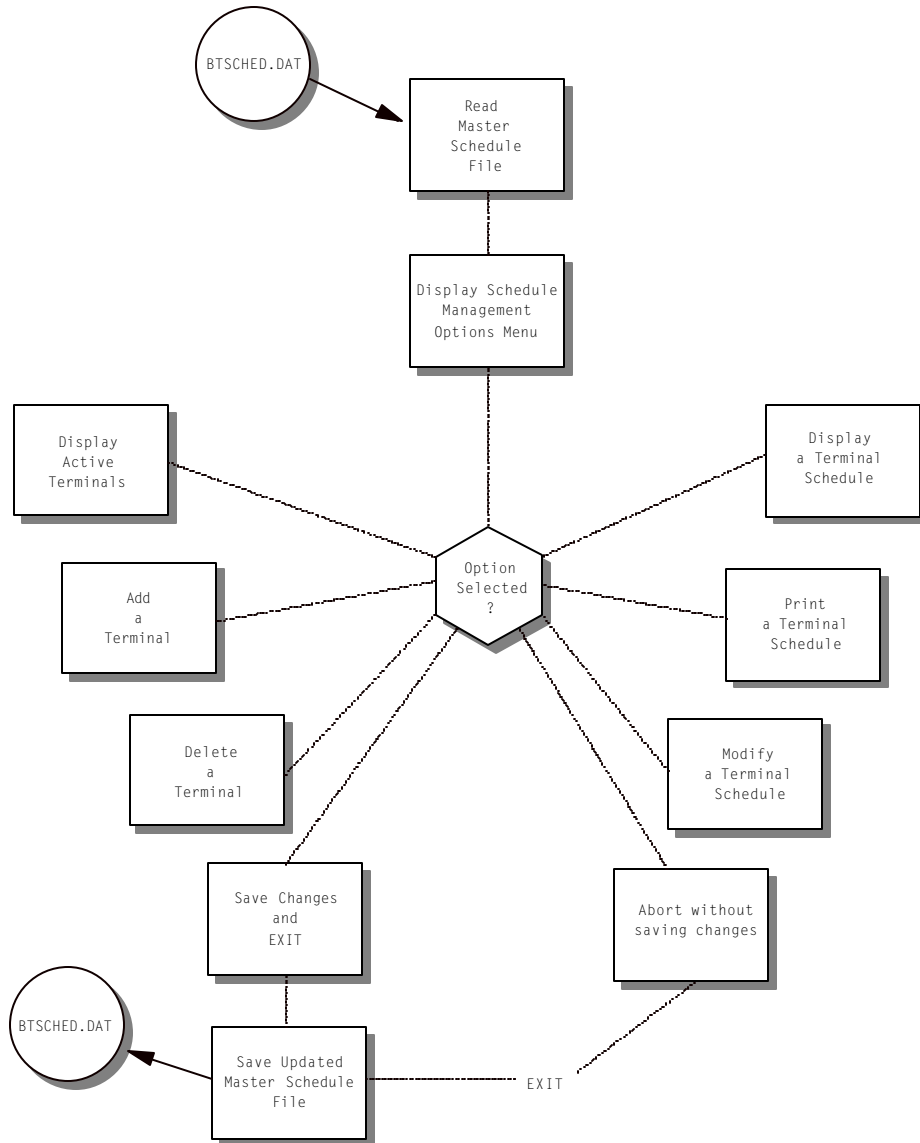 BTSCHED.DAT
Read
Master
Schedule
File
Display Schedule
Management
Options Menu
Display
Active
Terminals
Display
a Terminal
Schedule
Option
Selected
?
Add
a
Terminal
Print
a Terminal
Schedule
Delete
a
Terminal
Modify
a Terminal
Schedule
Save Changes
and
EXIT
Abort without
saving changes
BTSCHED.DAT
Save Updated
Master Schedule
File
EXIT